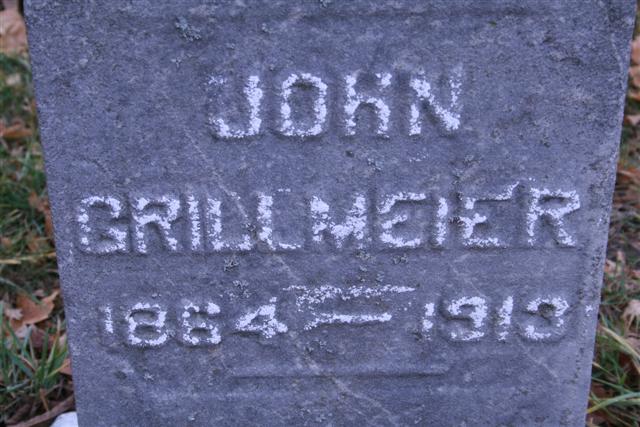 JOHN
GRILLMEIER
1864 — 1913